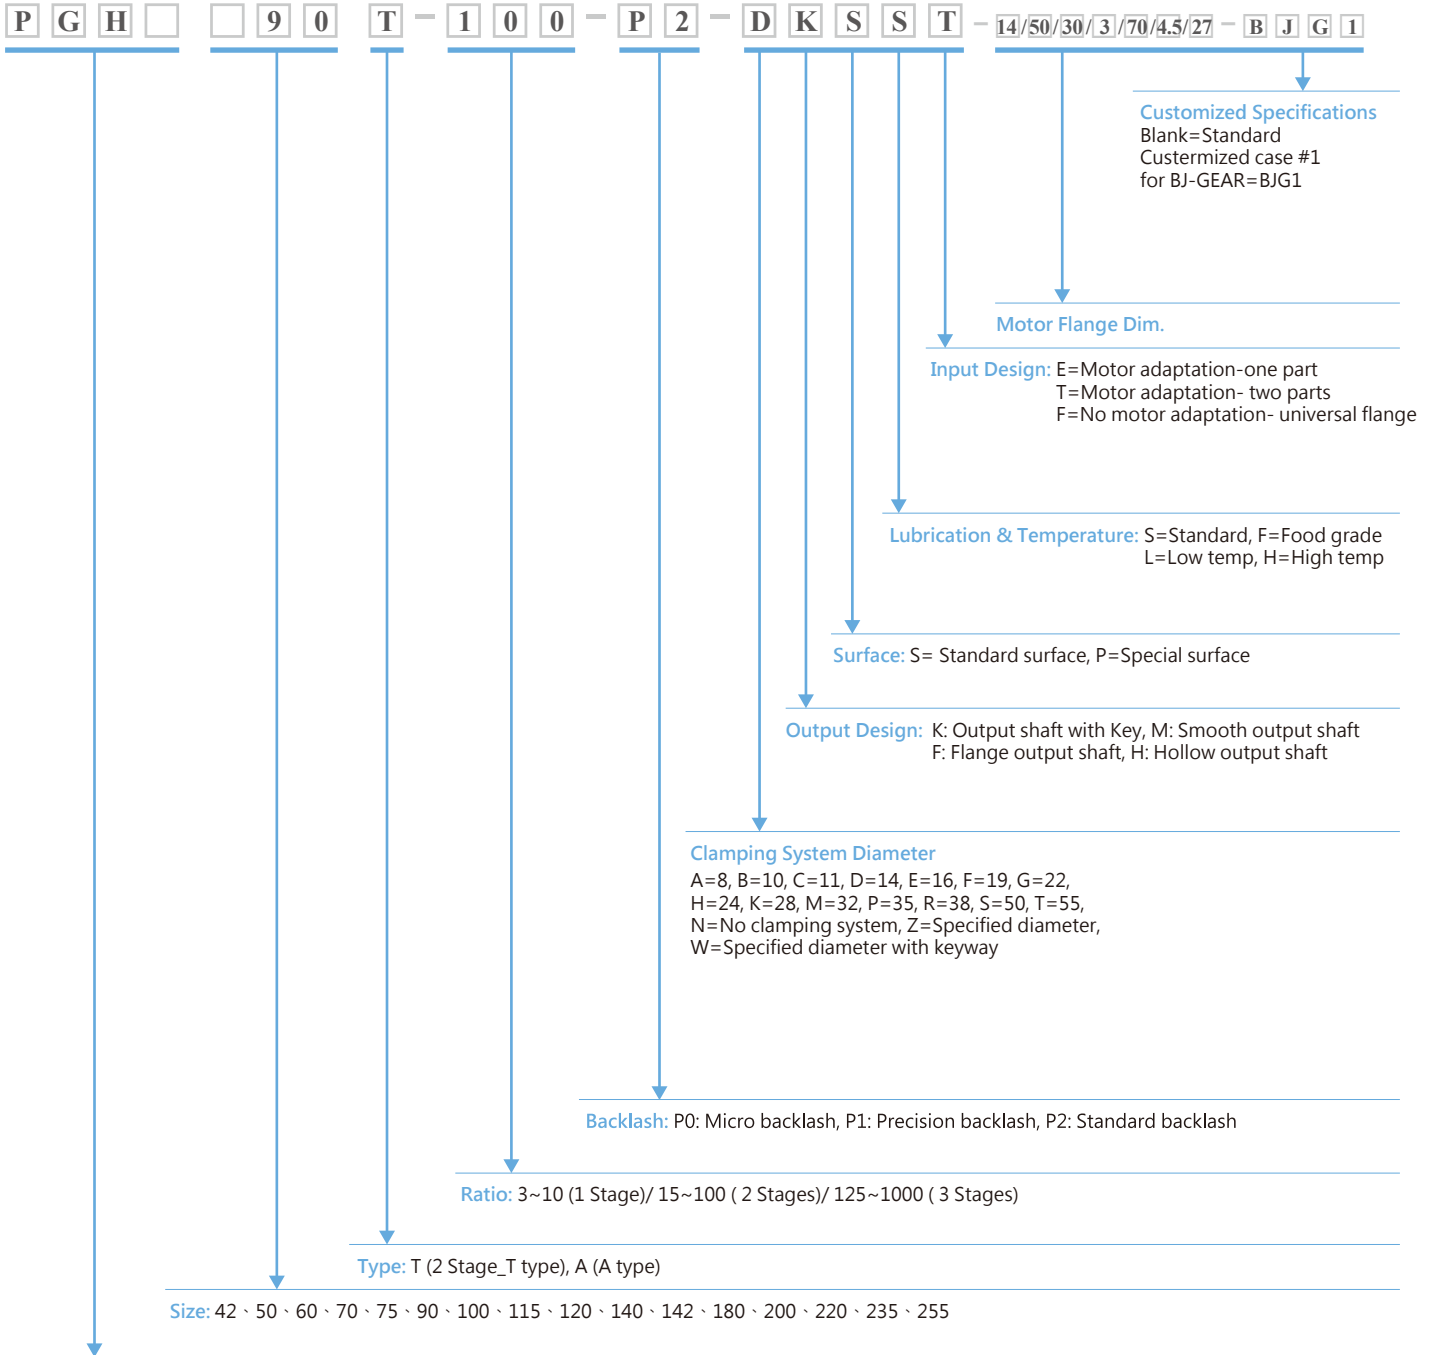 PGH 90 T - 100 - P2 - DKSST - 14/50/30/3/70/4.5/27 - BJG1
Customized Specifications
Blank=Standard
Custermized case #1
for BJ-GEAR=BJG1
Motor Flange Dim.
Input Design: E=Motor adaptation-one part
T=Motor adaptation- two parts
F=No motor adaptation- universal flange
Lubrication & Temperature: S=Standard, F=Food grade
L=Low temp, H=High temp
Surface: S= Standard surface, P=Special surface
Output Design: K: Output shaft with Key, M: Smooth output shaft
F: Flange output shaft, H: Hollow output shaft
Clamping System Diameter
A=8, B=10, C=11, D=14, E=16, F=19, G=22,
H=24, K=28, M=32, P=35, R=38, S=50, T=55,
N=No clamping system, Z=Specified diameter,
W=Specified diameter with keyway
Backlash: P0: Micro backlash, P1: Precision backlash, P2: Standard backlash
Ratio: 3~10 (1 Stage)/ 15~100 ( 2 Stages)/ 125~1000 ( 3 Stages)
Type: T (2 Stage_T type), A (A type)
Size: 42、50、60、70、75、90、100、115、120、140、142、180、200、220、235、255